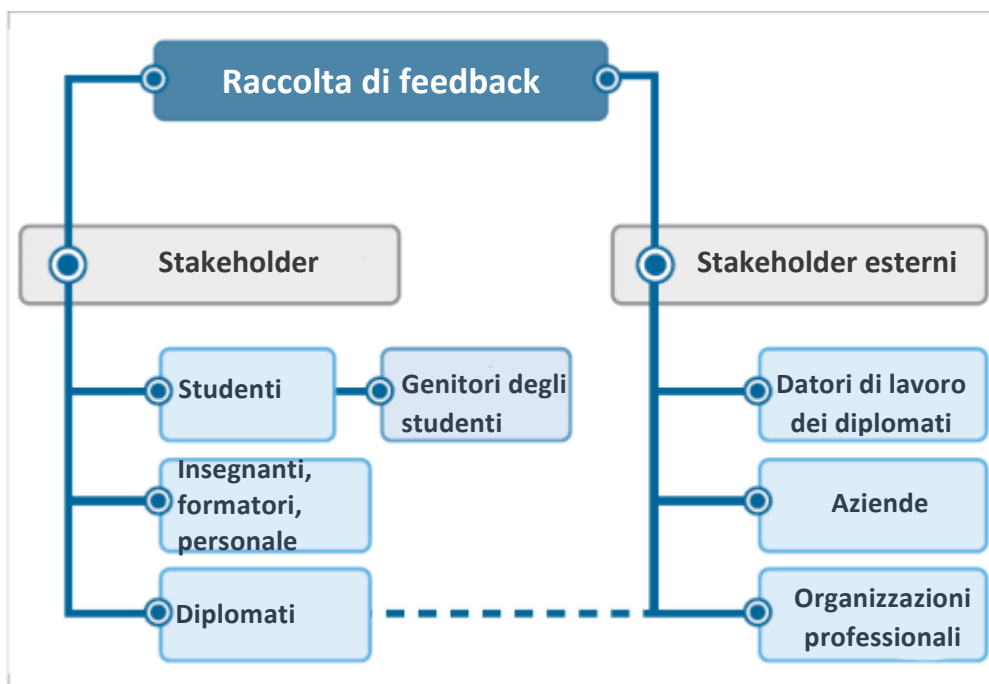 Raccolta di feedback
Stakeholder
Stakeholder esterni
Studenti
Genitori degli
studenti
Datori di lavoro
dei diplomati
Insegnanti,
formatori,
personale
Aziende
Diplomati
Organizzazioni
professionali